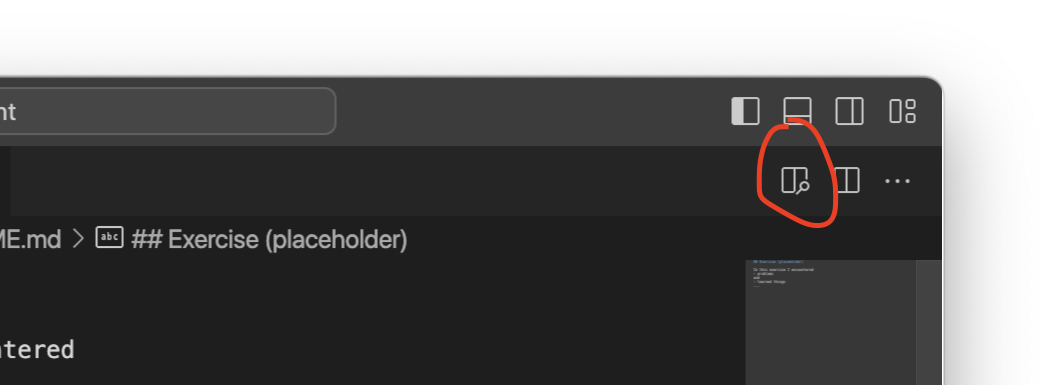 nt
ME.md > abc ## Exercise (placeholder)
## Exercise (placeholder)
In this exercise I encountered
- problems
and
- learned things
ntered